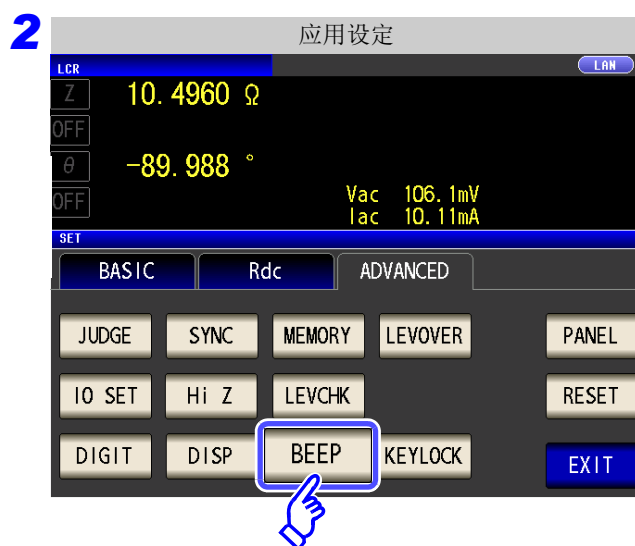 2
应用设定
LCR
LAN
Z 10.4960 Ω
OFF
θ -89.988 °
OFF
Vac 106.1mV
Iac 10.11mA
SET
BASIC Rdc ADVANCED
JUDGE SYNC MEMORY LEVOVER PANEL
IO SET Hi Z LEVCHK RESET
DIGIT DISP BEEP KEYLOCK EXIT